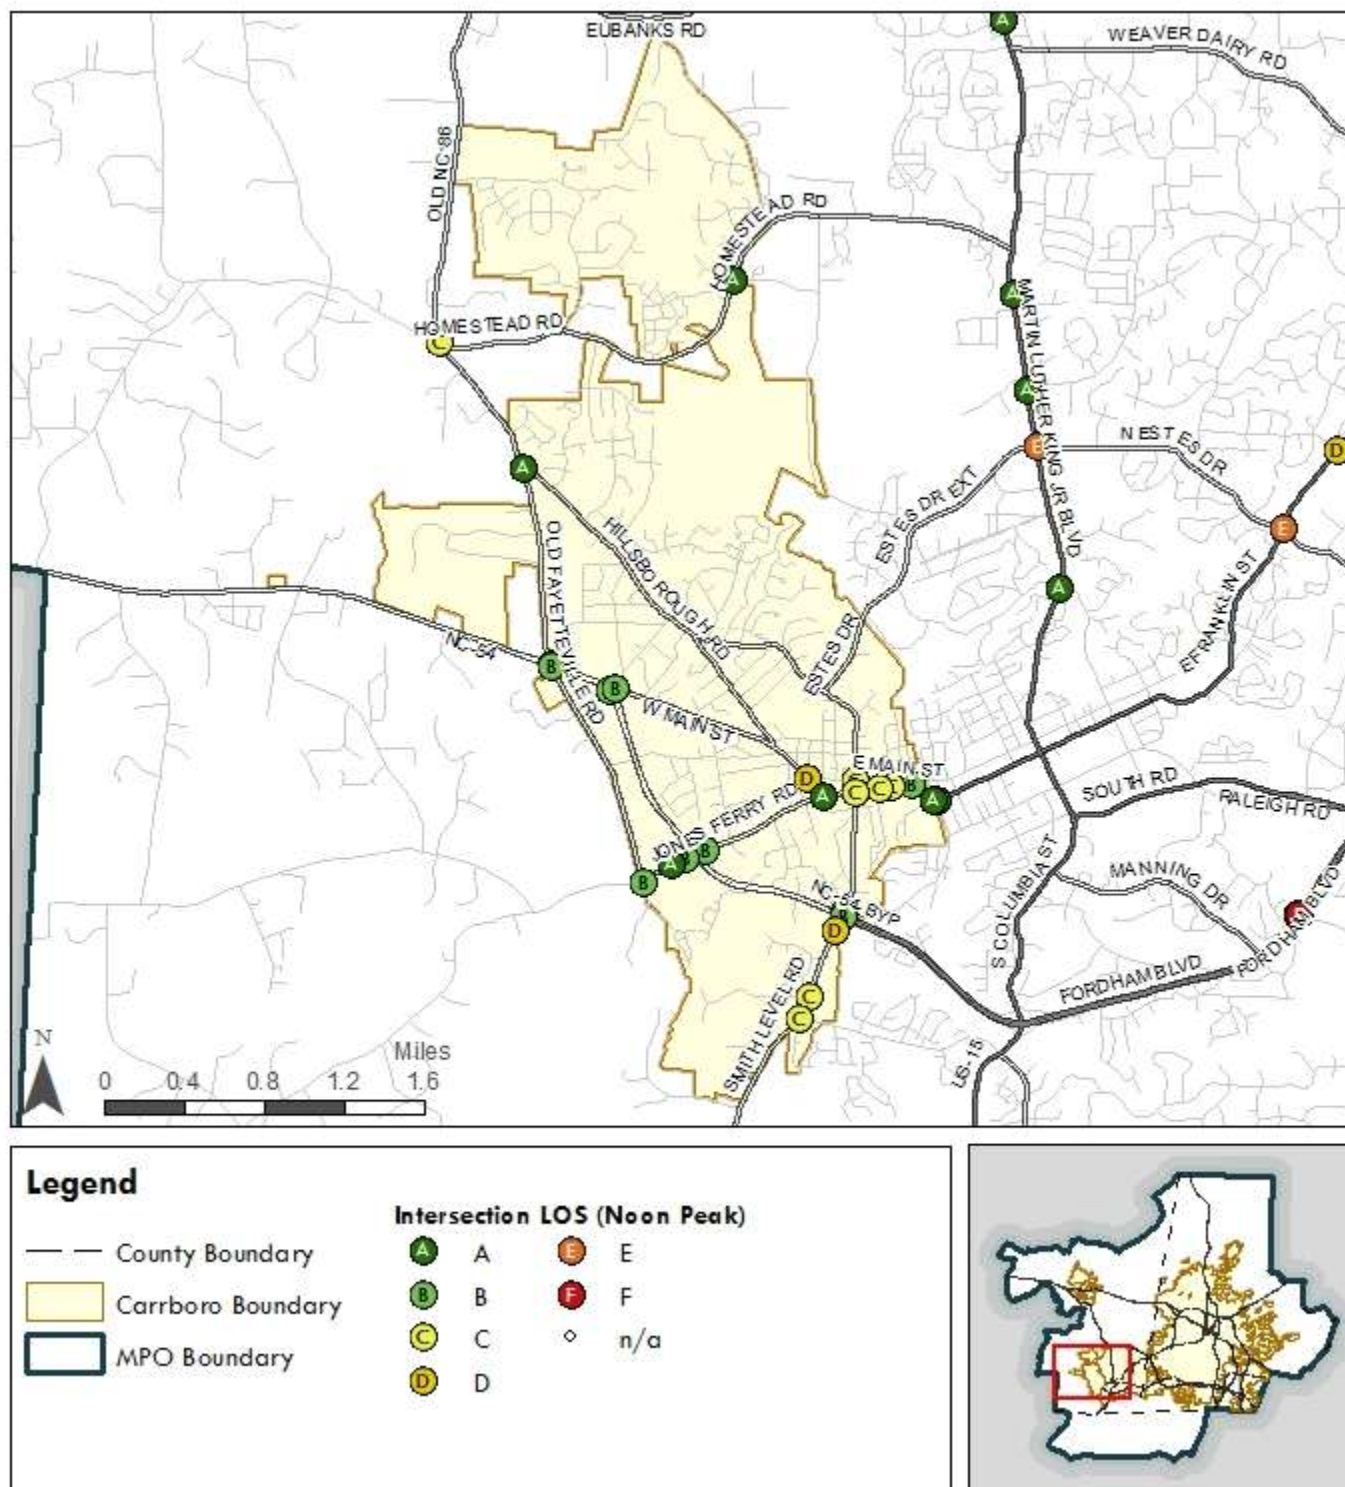 EUBANKS RD
A
WEAVER DAIRY RD
OLD NC 86
HOMESTEAD RD
A
A
MARTIN LUTHER KING JR BLVD
HOMESTEAD RD
C
A
E
N ESTES DR
D
A
ESTES DR EXT
HILLSBOROUGH RD
E
OLD FAYETTEVILLE RD
A
E FRANKLIN ST
NC-54
B
ESTES DR
B
W MAIN ST
E MAIN ST
D
A
C
C
B
A
SOUTH RD
RALEIGH RD
JONES FERRY RD
B
B
A
B
MANNING DR
NC-54 BYP
S COLUMBIA ST
B
D
F
FORDHAM BLVD
FORDHAM BLVD
C
C
SMITH LEVEL RD
US-15
N
Miles
0 0.4 0.8 1.2 1.6
Legend
County Boundary
Carrboro Boundary
MPO Boundary
Intersection LOS (Noon Peak)
A A
B B
C C
D D
E E
F F
n/a